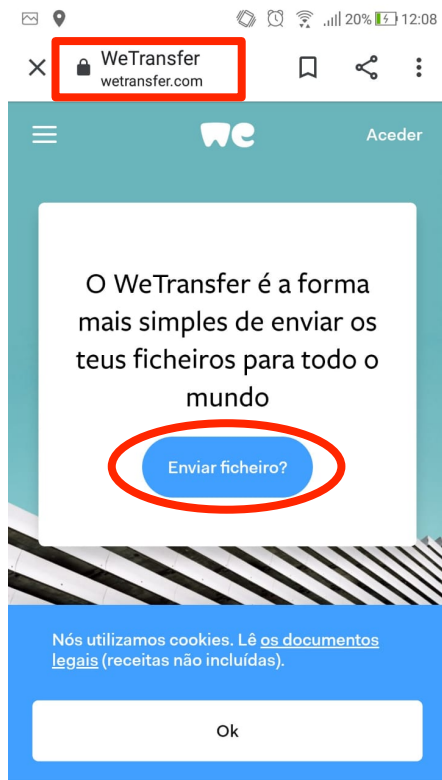 20% 12:08
WeTransfer
wetransfer.com
we Aceder
O WeTransfer é a forma
mais simples de enviar os
teus ficheiros para todo o
mundo
Enviar ficheiro?
Nós utilizamos cookies. Lê os documentos
legais (receitas não incluídas).
Ok